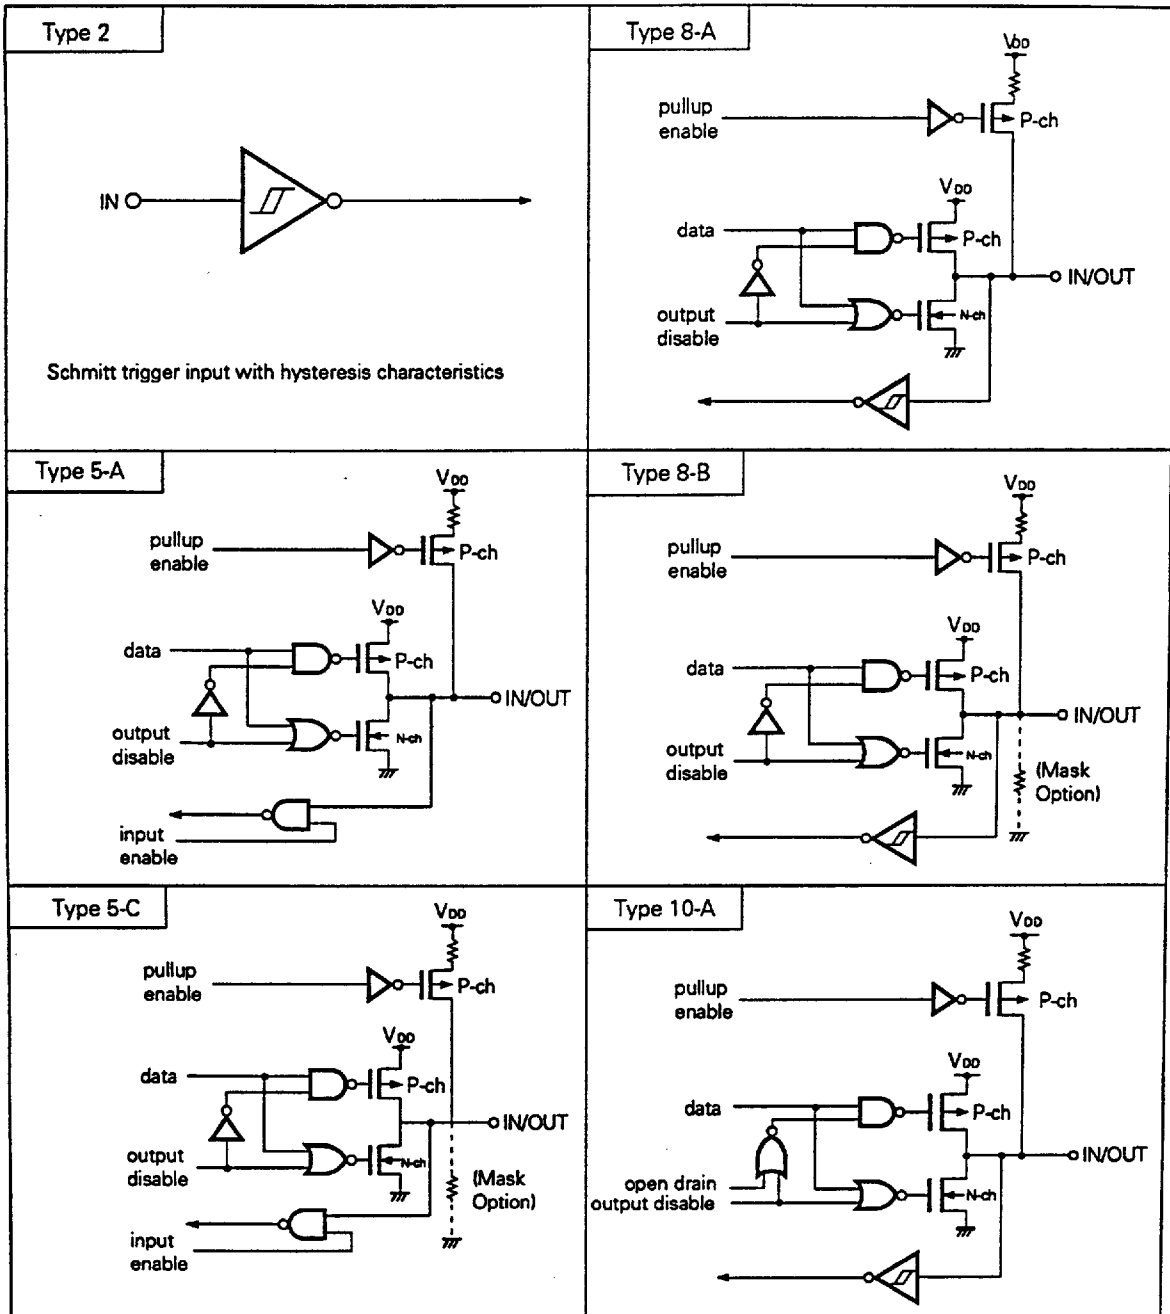 Type 2
IN
Schmitt trigger input with hysteresis characteristics
Type 8-A
VDD
pullup
enable
P-ch
VDD
data
P-ch
IN/OUT
output
disable
N-ch
Type 5-A
VDD
pullup
enable
P-ch
VDD
data
P-ch
IN/OUT
output
disable
N-ch
input
enable
Type 8-B
VDD
pullup
enable
P-ch
VDD
data
P-ch
IN/OUT
output
disable
N-ch
(Mask
Option)
Type 5-C
VDD
pullup
enable
P-ch
VDD
data
P-ch
IN/OUT
output
disable
N-ch
(Mask
Option)
input
enable
Type 10-A
VDD
pullup
enable
P-ch
VDD
data
P-ch
IN/OUT
open drain
output disable
N-ch